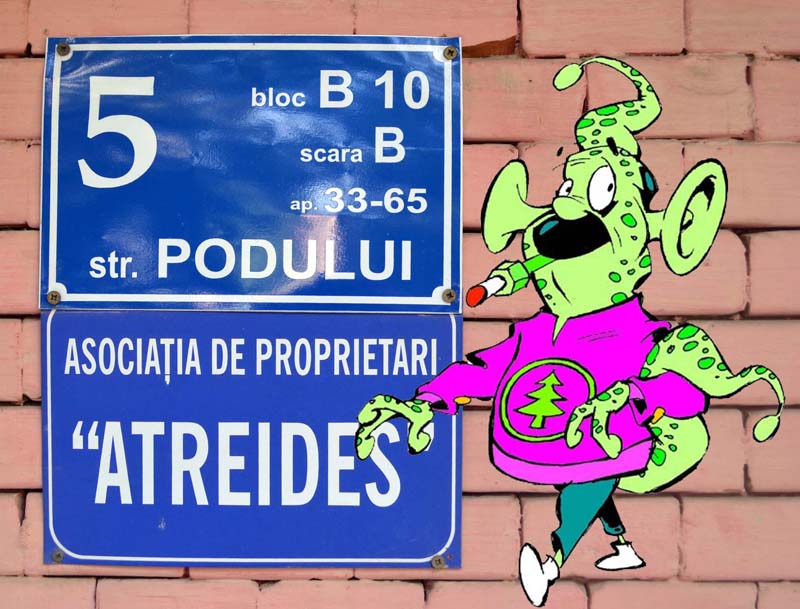 5
bloc B 10
scara B
ap. 33-65
str. PODULUI
ASOCIAȚIA DE PROPRIETARI
“ATREIDES”